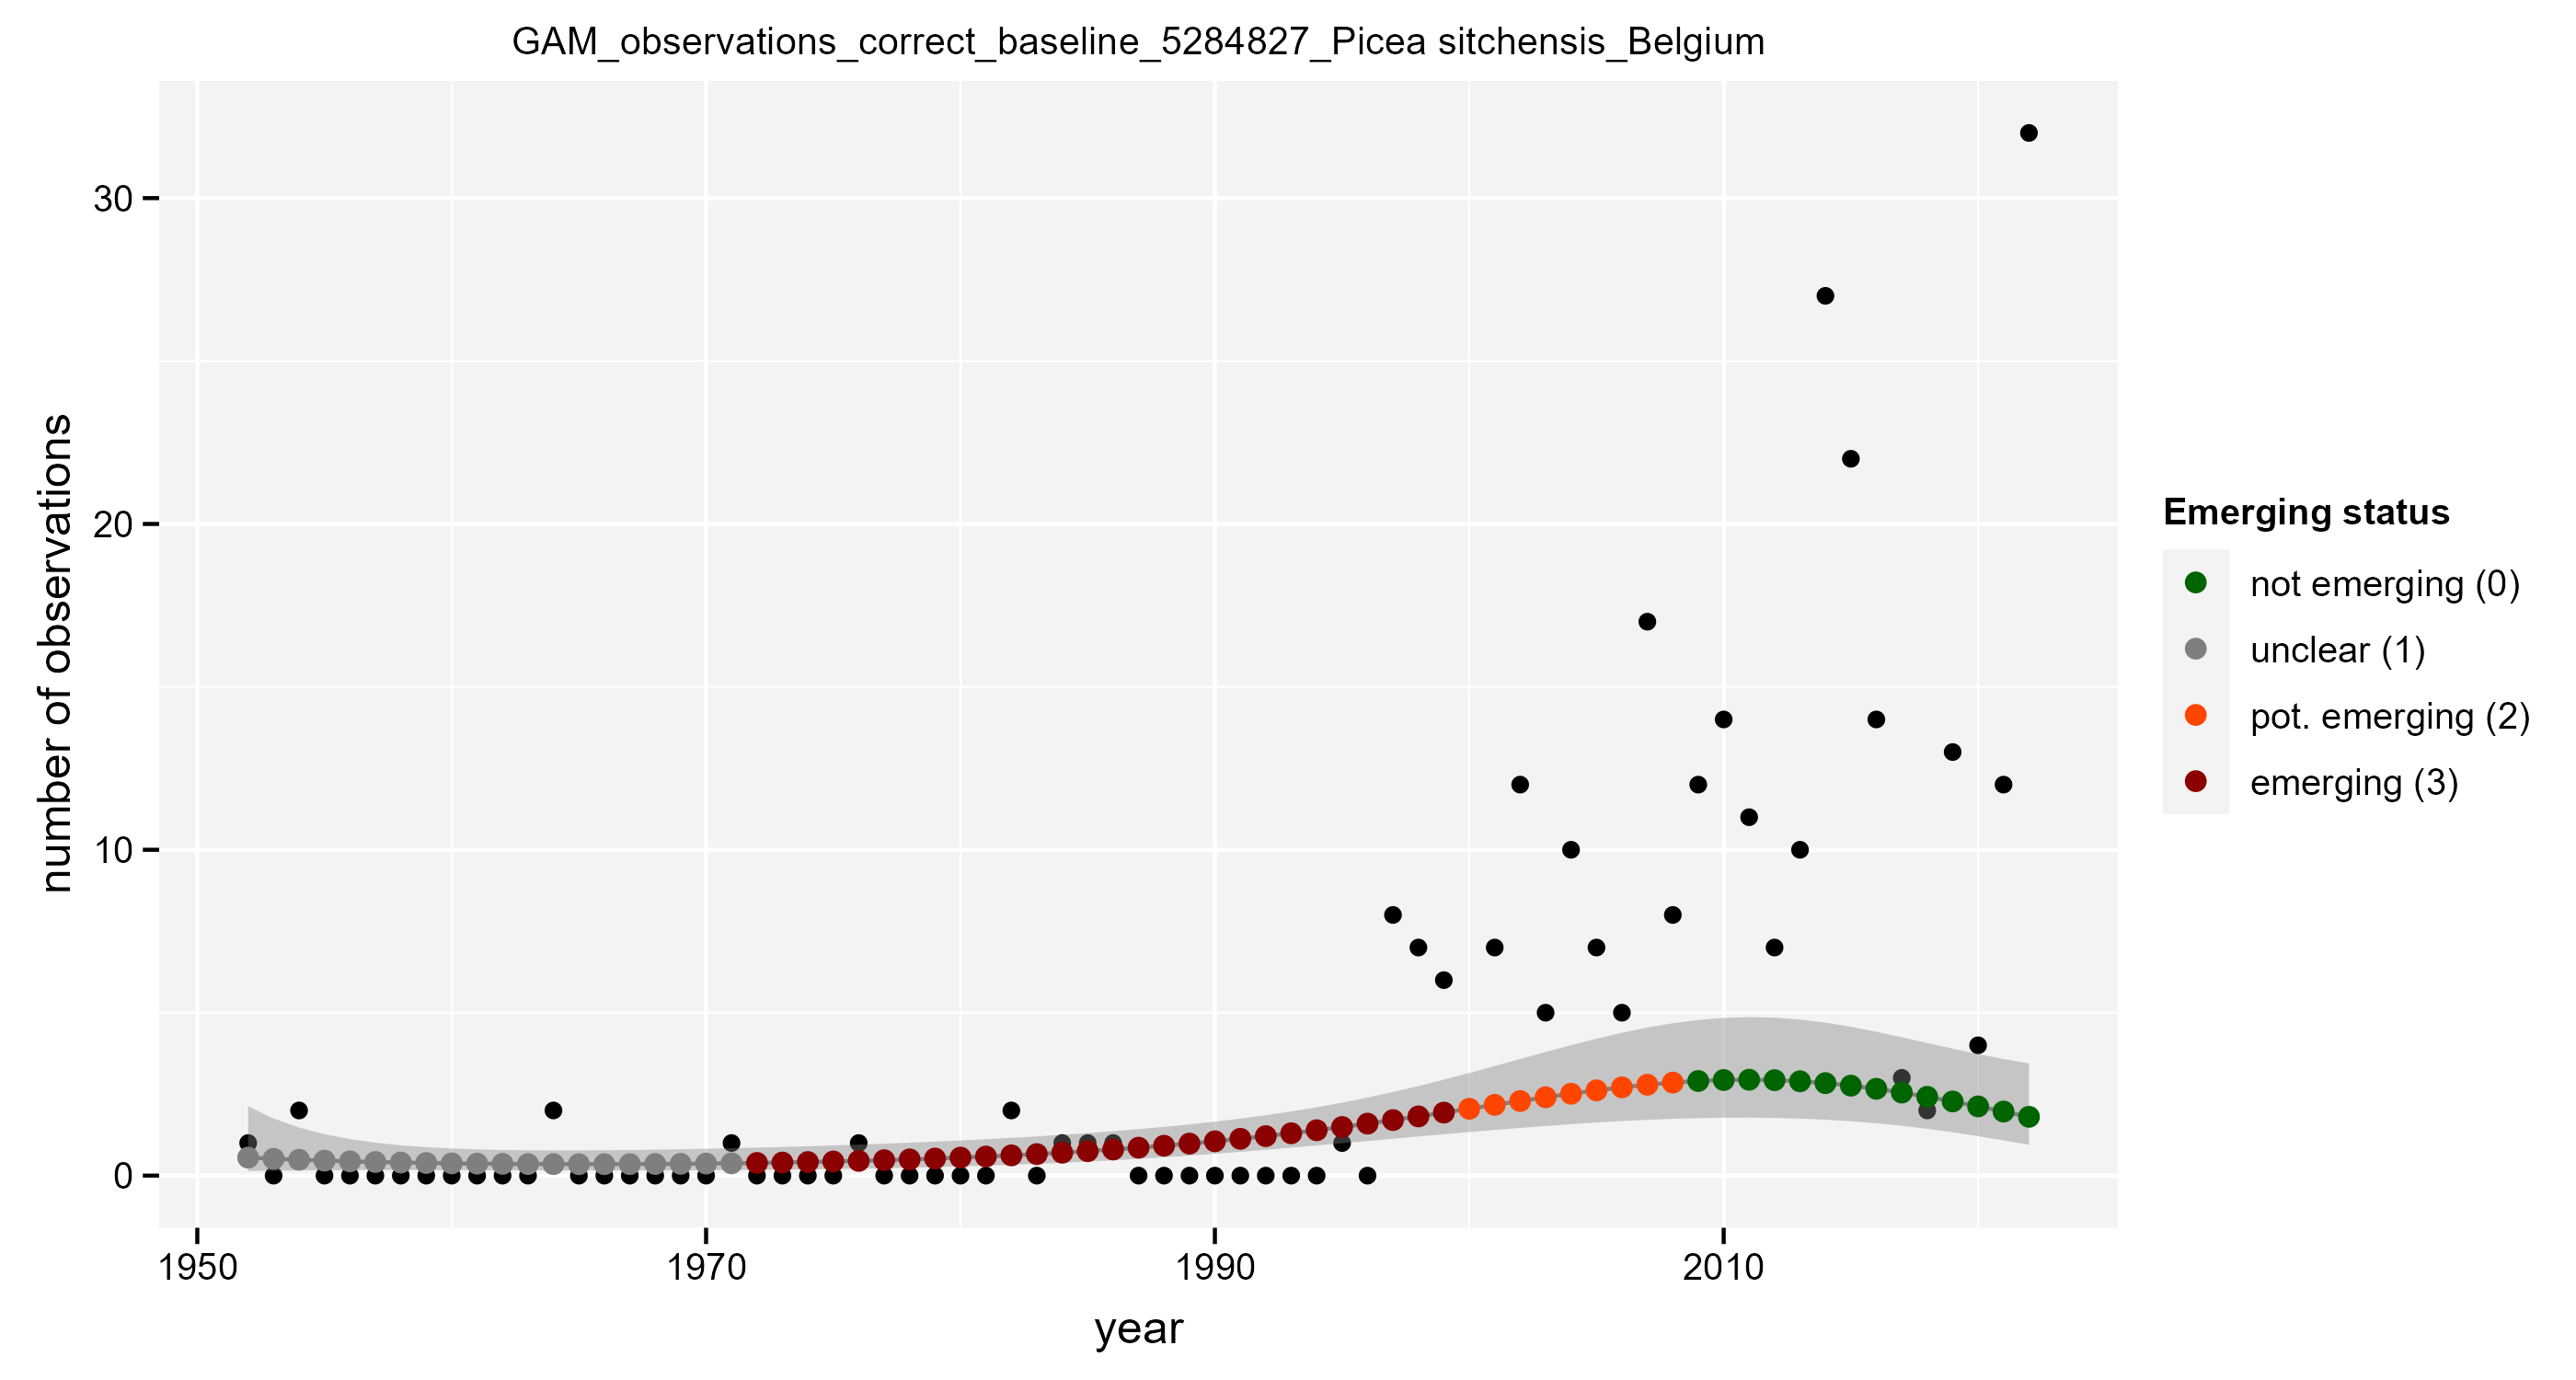 GAM_observations_correct_baseline_5284827_Picea sitchensis_Belgium
number of observations
30
20
10
0
1950
1970
1990
2010
year
Emerging status
not emerging (0)
unclear (1)
pot. emerging (2)
emerging (3)